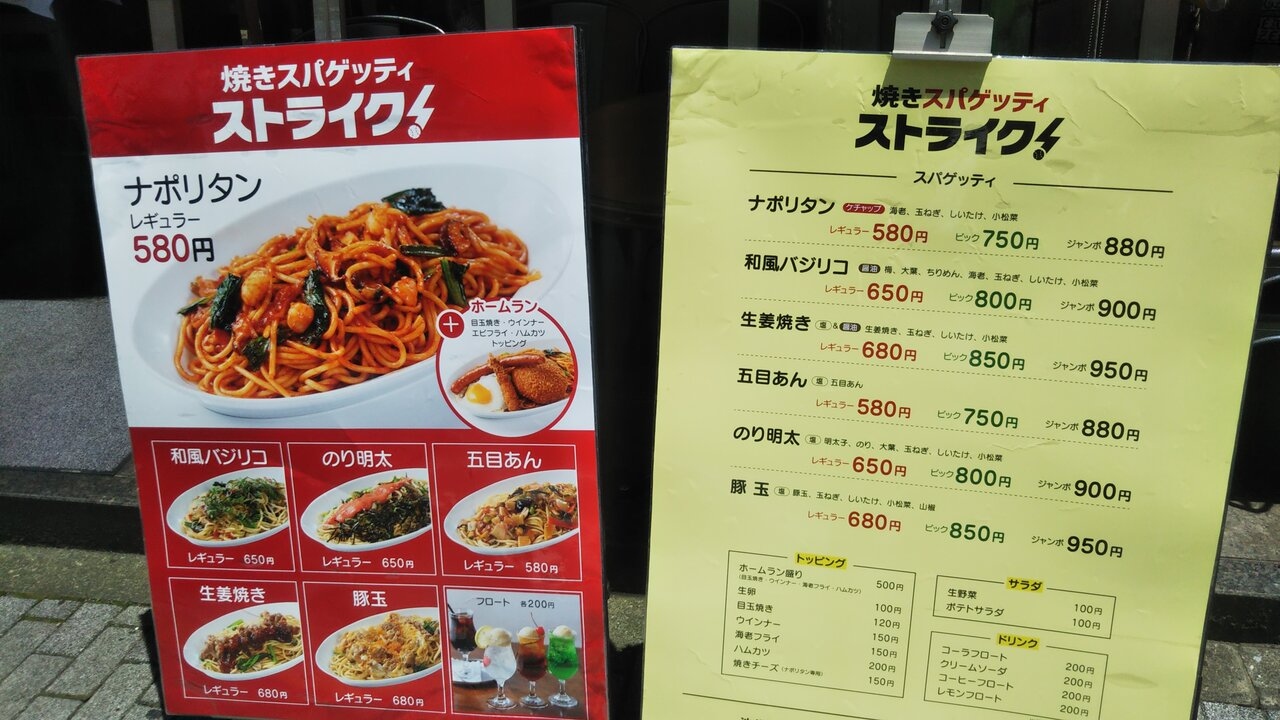 焼きスパゲッティ
ストライク!
ナポリタン
レギュラー
580円
+
ホームラン
目玉焼き・ウインナー
エビフライ・ハムカツ
トッピング
和風バジリコ
レギュラー 650円
のり明太
レギュラー 650円
五目あん
レギュラー 580円
生姜焼き
レギュラー 680円
豚玉
レギュラー 680円
フロート 各200円
焼きスパゲッティ
ストライク!
スパゲッティ
ナポリタン ケチャップ 海老、玉ねぎ、しいたけ、小松菜
レギュラー 580円 ビック 750円 ジャンボ 880円
和風バジリコ 醤油 梅、大葉、ちりめん、海老、玉ねぎ、しいたけ、小松菜
レギュラー 650円 ビック 800円 ジャンボ 900円
生姜焼き 塩&醤油 生姜焼き、玉ねぎ、しいたけ、小松菜
レギュラー 680円 ビック 850円 ジャンボ 950円
五目あん 塩 五目あん
レギュラー 580円 ビック 750円 ジャンボ 880円
のり明太 塩 明太子、のり、大葉、玉ねぎ、しいたけ、小松菜
レギュラー 650円 ビック 800円 ジャンボ 900円
豚玉 塩 豚玉、玉ねぎ、しいたけ、小松菜、山椒
レギュラー 680円 ビック 850円 ジャンボ 950円
トッピング
ホームラン盛り 500円
(目玉焼き・ウインナー・海老フライ・ハムカツ)
生卵 100円
目玉焼き 120円
ウインナー 150円
海老フライ 150円
ハムカツ 200円
焼きチーズ(ナポリタン専用) 150円
サラダ
生野菜 100円
ポテトサラダ 100円
ドリンク
コーラフロート 200円
クリームソーダ 200円
コーヒーフロート 200円
レモンフロート 200円